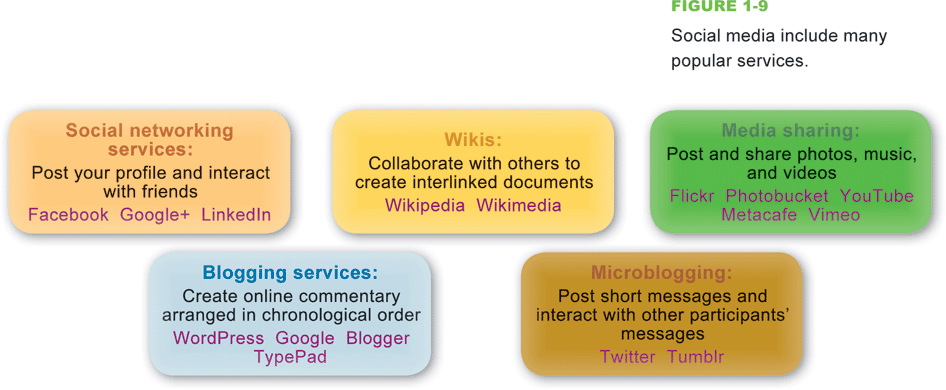 FIGURE 1-9
Social media include many
popular services.
Social networking
services:
Post your profile and interact
with friends
Facebook Google+ LinkedIn
Wikis:
Collaborate with others to
create interlinked documents
Wikipedia Wikimedia
Media sharing:
Post and share photos, music,
and videos
Flickr Photobucket YouTube
Metacafe Vimeo
Blogging services:
Create online commentary
arranged in chronological order
WordPress Google Blogger
TypePad
Microblogging:
Post short messages and
interact with other participants’
messages
Twitter Tumblr